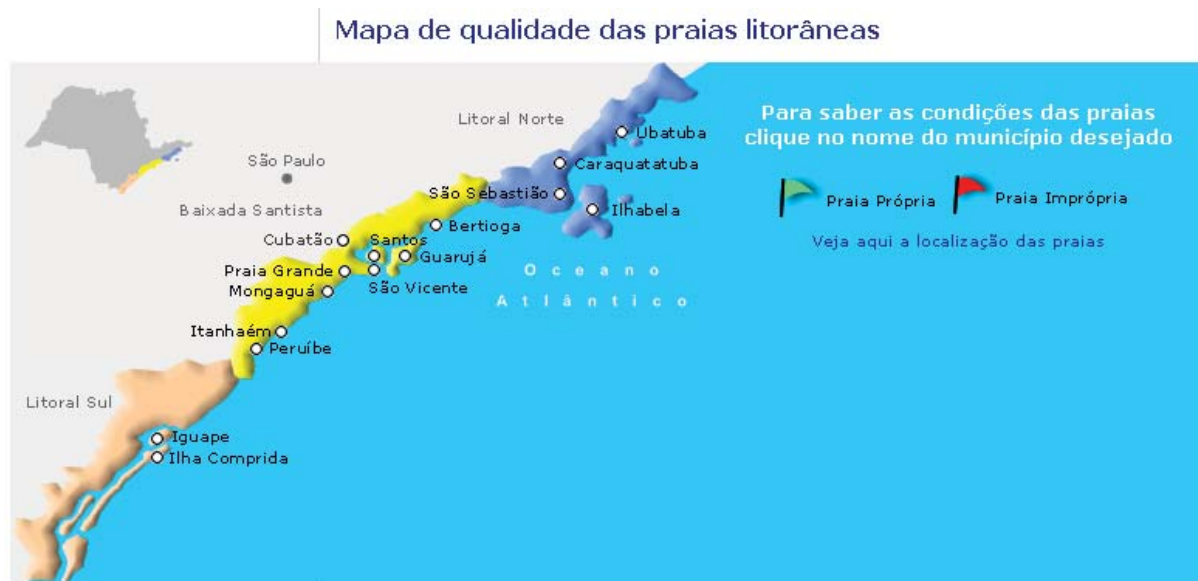 Mapa de qualidade das praias litorâneas
Para saber as condições das praias
clique no nome do município desejado
Praia Própria
Praia Imprópria
Veja aqui a localização das praias
Litoral Norte
Ubatuba
São Paulo
Caraquatatuba
São Sebastião
Ilhabela
Baixada Santista
Bertioga
Cubatão
Santos
Guarujá
Praia Grande
São Vicente
Mongaguá
Oceano
Atlântico
Itanhaém
Peruíbe
Litoral Sul
Iguape
Ilha Comprida